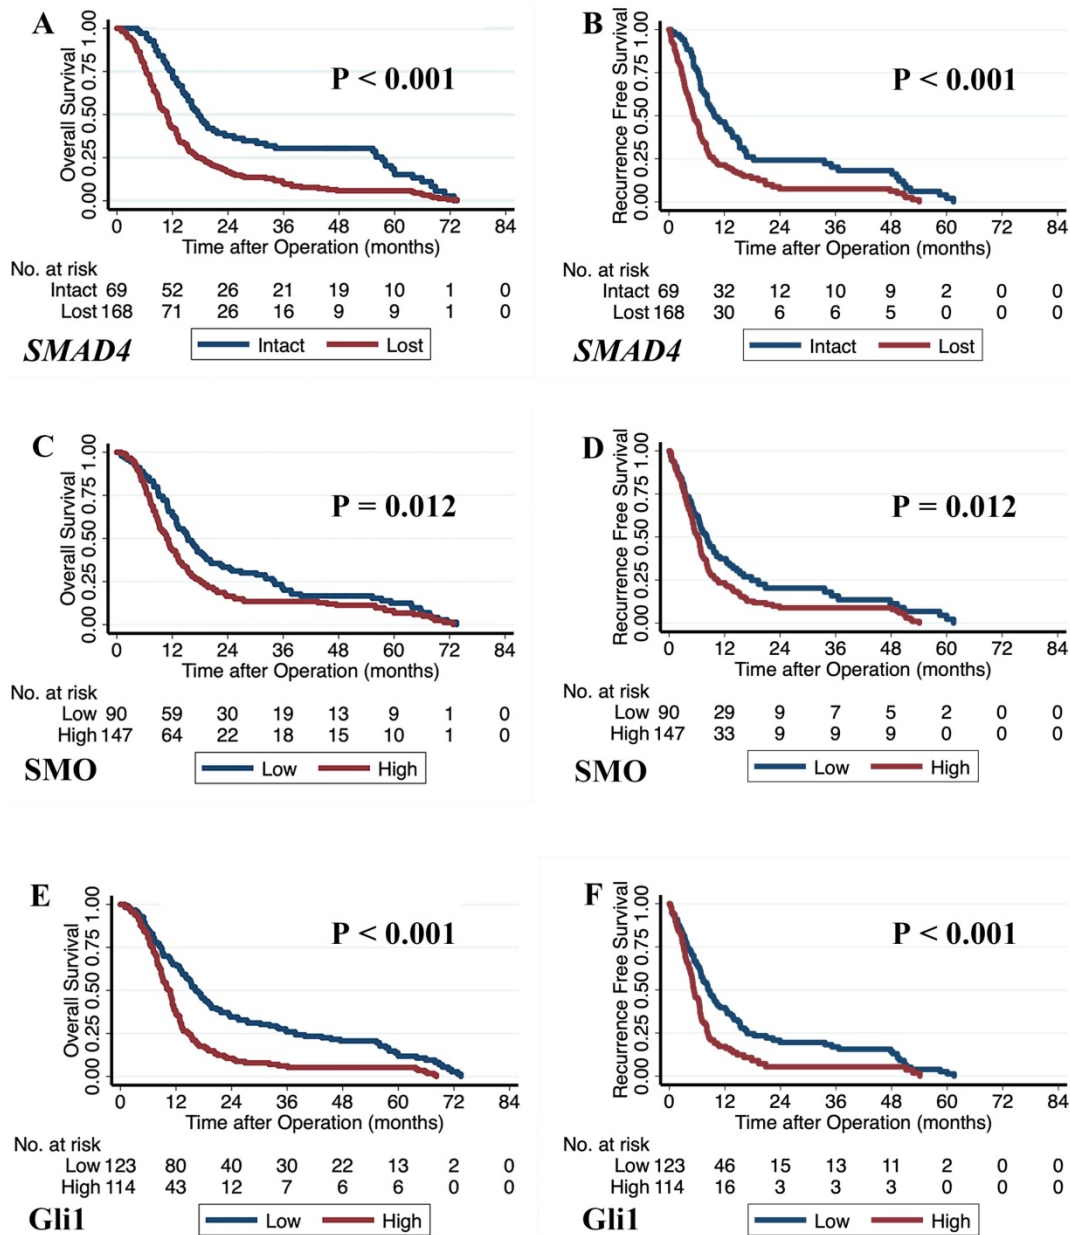 A
Overall Survival
0.00 0.25 0.50 0.75 1.00
P < 0.001
0 12 24 36 48 60 72 84
Time after Operation (months)
No. at risk
Intact 69 52 26 21 19 10 1 0
Lost 168 71 26 16 9 9 1 0
SMAD4
Intact Lost
B
Recurrence Free Survival
0.00 0.25 0.50 0.75 1.00
P < 0.001
0 12 24 36 48 60 72 84
Time after Operation (months)
No. at risk
Intact 69 32 12 10 9 2 0 0
Lost 168 30 6 6 5 0 0 0
SMAD4
Intact Lost
C
Overall Survival
0.00 0.25 0.50 0.75 1.00
P = 0.012
0 12 24 36 48 60 72 84
Time after Operation (months)
No. at risk
Low 90 59 30 19 13 9 1 0
High 147 64 22 18 15 10 1 0
SMO
Low High
D
Recurrence Free Survival
0.00 0.25 0.50 0.75 1.00
P = 0.012
0 12 24 36 48 60 72 84
Time after Operation (months)
No. at risk
Low 90 29 9 7 5 2 0 0
High 147 33 9 9 9 0 0 0
SMO
Low High
E
Overall Survival
0.00 0.25 0.50 0.75 1.00
P < 0.001
0 12 24 36 48 60 72 84
Time after Operation (months)
No. at risk
Low 123 80 40 30 22 13 2 0
High 114 43 12 7 6 6 0 0
Gli1
Low High
F
Recurrence Free Survival
0.00 0.25 0.50 0.75 1.00
P < 0.001
0 12 24 36 48 60 72 84
Time after Operation (months)
No. at risk
Low 123 46 15 13 11 2 0 0
High 114 16 3 3 3 0 0 0
Gli1
Low High